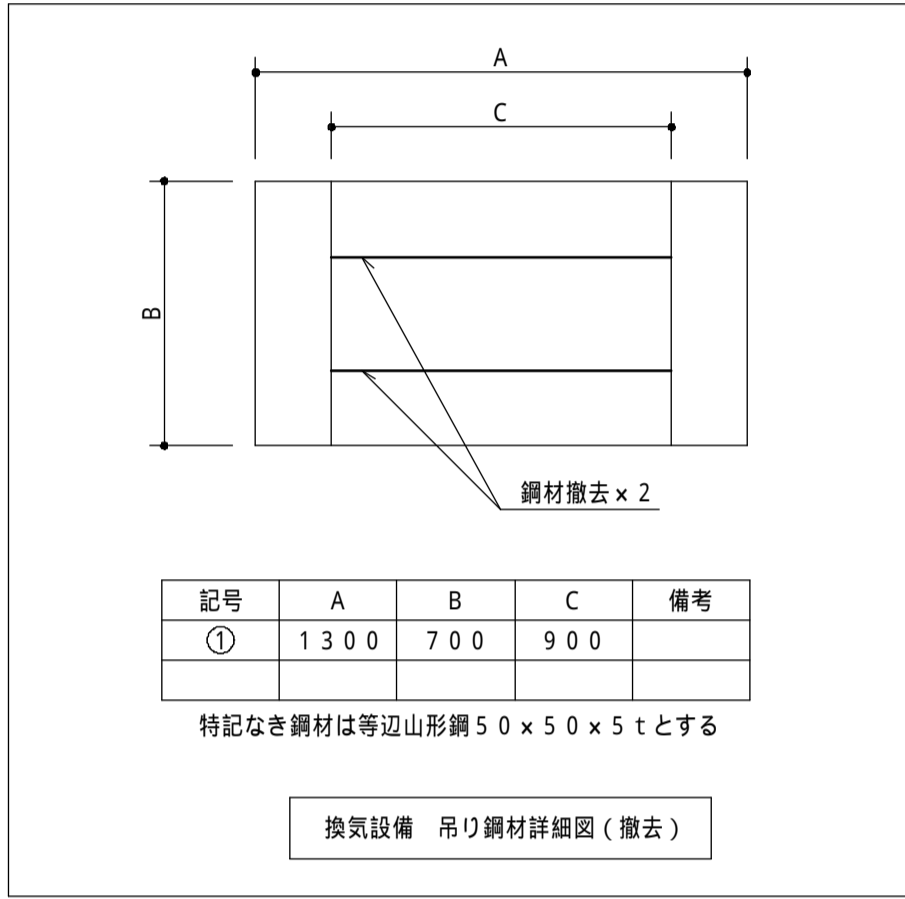 A
C
B
鋼材撤去×2
記号 A B C 備考
① 1300 700 900
特記なき鋼材は等辺山形鋼50×50×5tとする
換気設備　吊り鋼材詳細図(撤去)